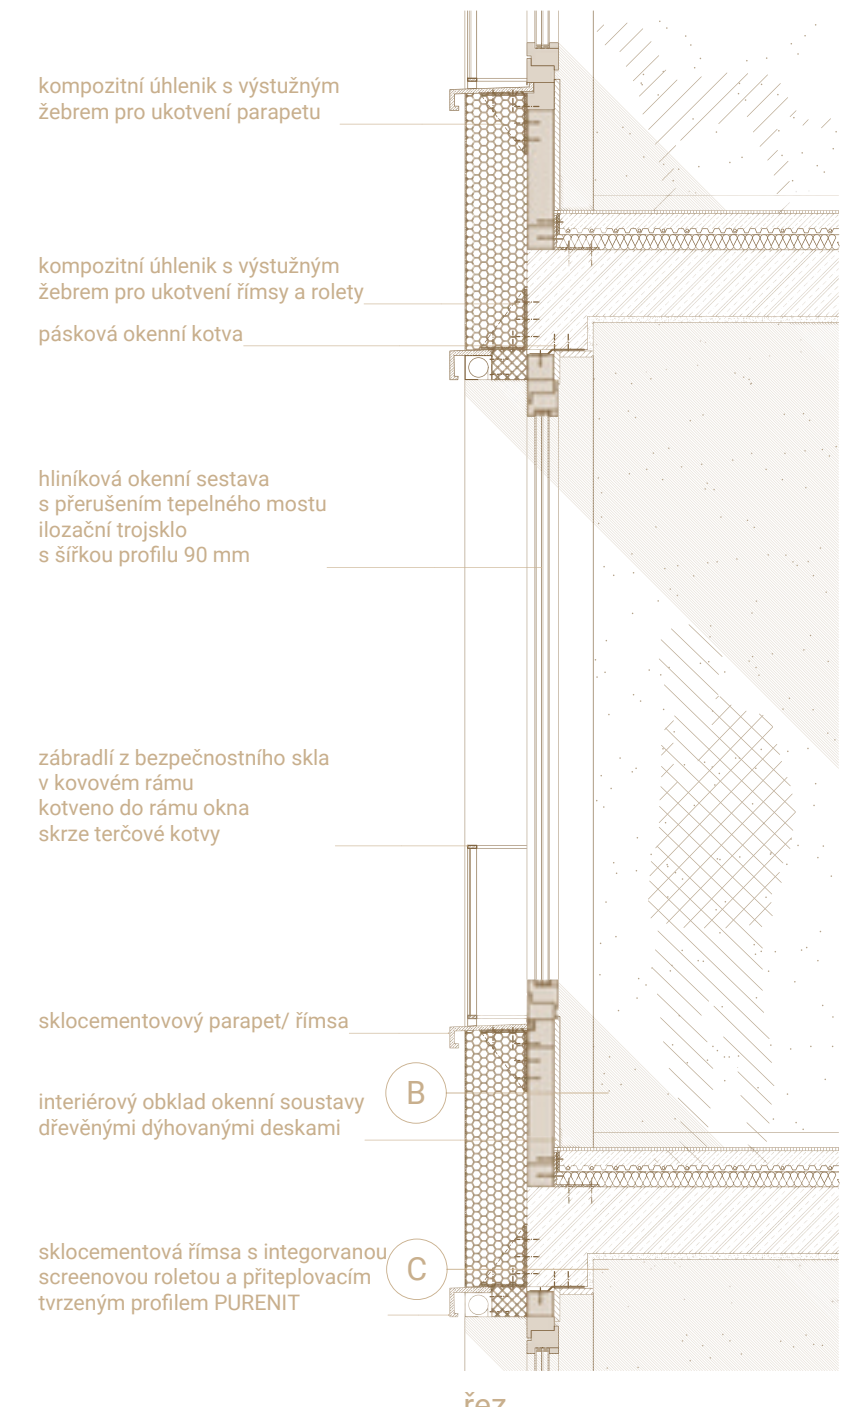 kompozitní úhlenik s výstužným
žebrem pro ukotvení parapetu
kompozitní úhlenik s výstužným
žebrem pro ukotvení římsy a rolety
pásková okenní kotva
hliníková okenní sestava
s přerušením tepelného mostu
ilozační trojsklo
s šířkou profilu 90 mm
zábradlí z bezpečnostního skla
v kovovém rámu
kotveno do rámu okna
skrze terčové kotvy
sklocementovový parapet/ římsa
interiérový obklad okenní soustavy
dřevěnými dýhovanými deskami
B
sklocementová římsa s integorvanou
screenovou roletou a přiteplovacím
tvrzeným profilem PURENIT
C
řez